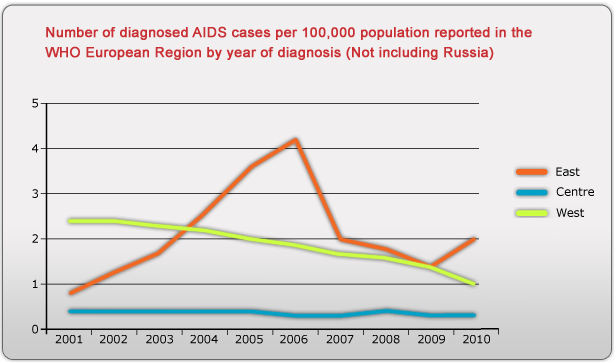 Number of diagnosed AIDS cases per 100,000 population reported in the
WHO European Region by year of diagnosis (Not including Russia)
5
4
3
2
1
0
2001 2002 2003 2004 2005 2006 2007 2008 2009 2010
East
Centre
West